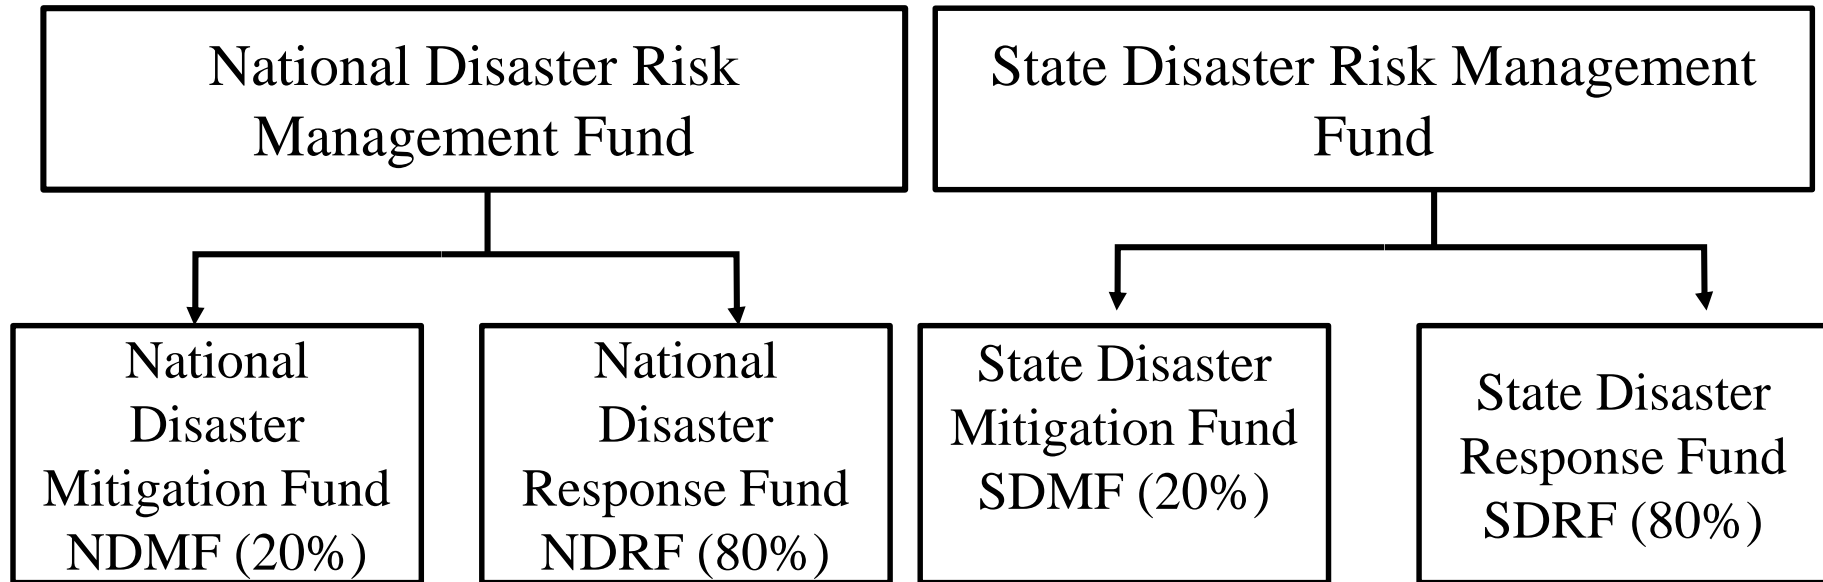 National Disaster Risk
Management Fund
State Disaster Risk Management
Fund
National
Disaster
Mitigation Fund
NDMF (20%)
National
Disaster
Response Fund
NDRF (80%)
State Disaster
Mitigation Fund
SDMF (20%)
State Disaster
Response Fund
SDRF (80%)